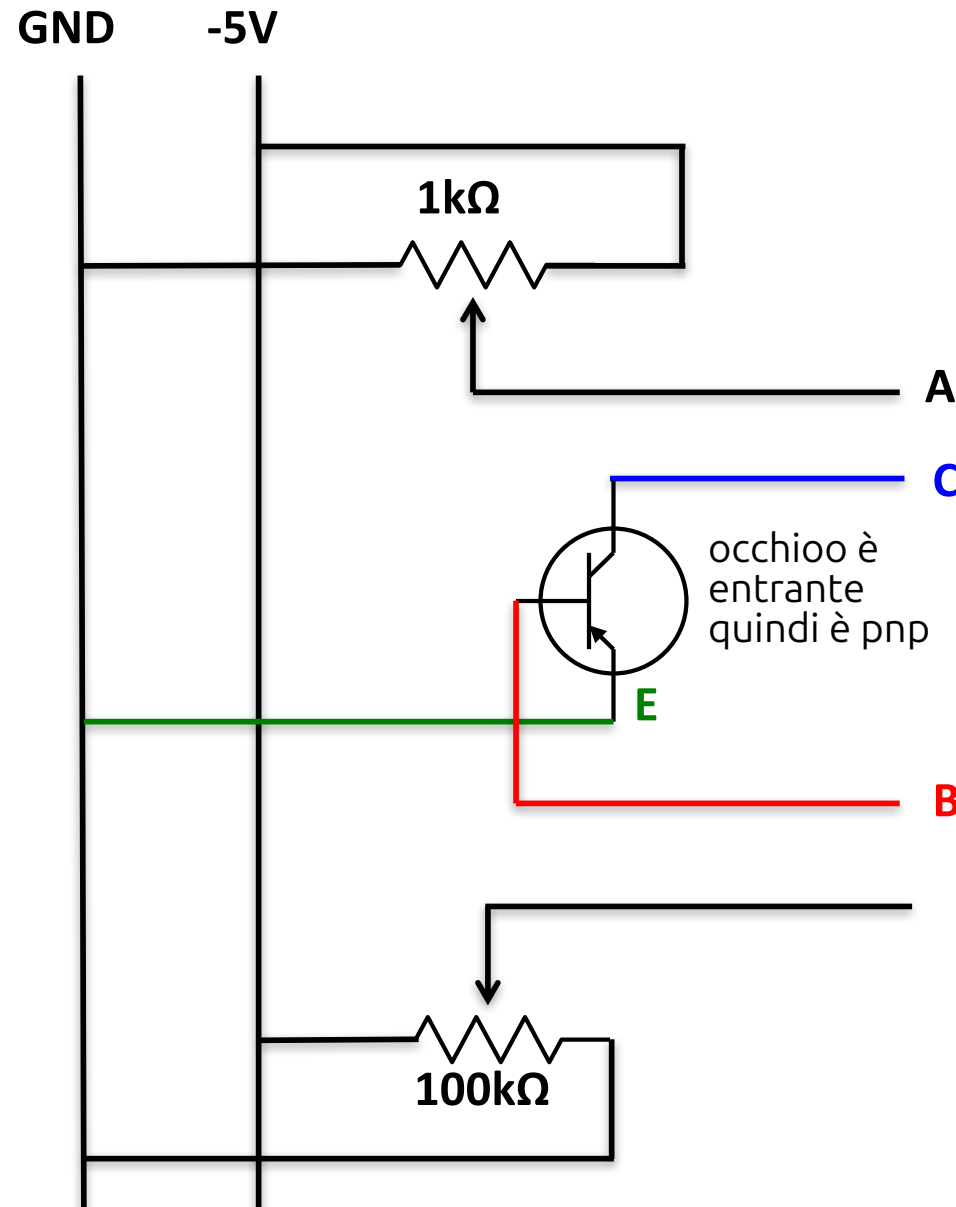 GND -5V
1kΩ
A
C
occhioo è
entrante
quindi è pnp
E
B
100kΩ